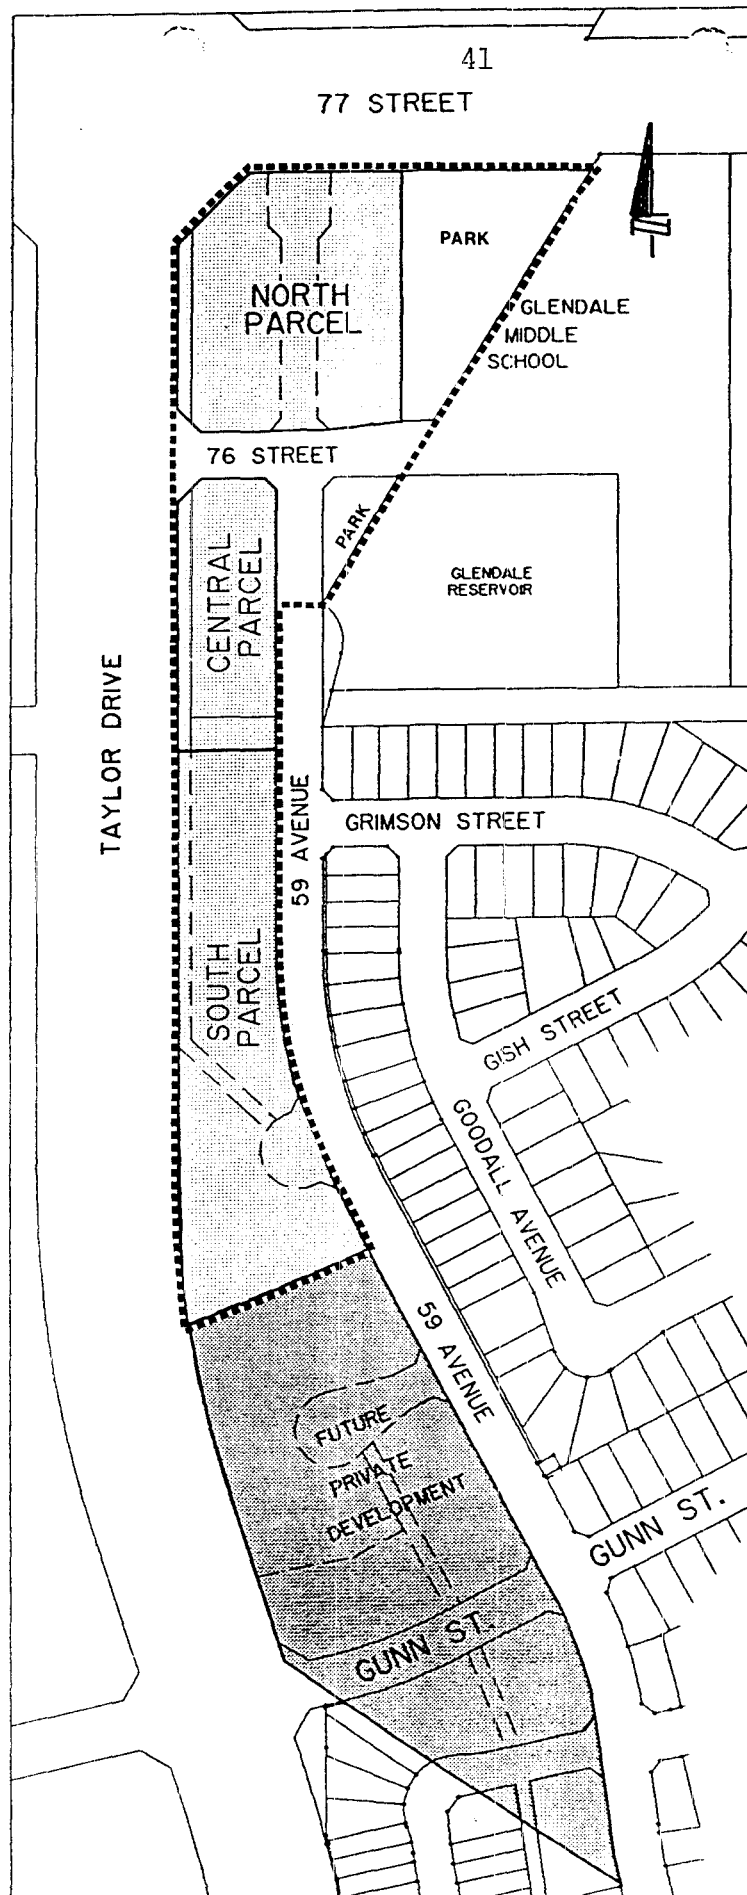 41
77 STREET
PARK
NORTH
PARCEL
GLENDALE
MIDDLE
SCHOOL
76 STREET
PARK
CENTRAL
PARCEL
GLENDALE
RESERVOIR
TAYLOR DRIVE
59 AVENUE
GRIMSON STREET
SOUTH
PARCEL
GISH STREET
GOODALL AVENUE
59 AVENUE
FUTURE
PRIVATE
DEVELOPMENT
GUNN ST.
GUNN ST.